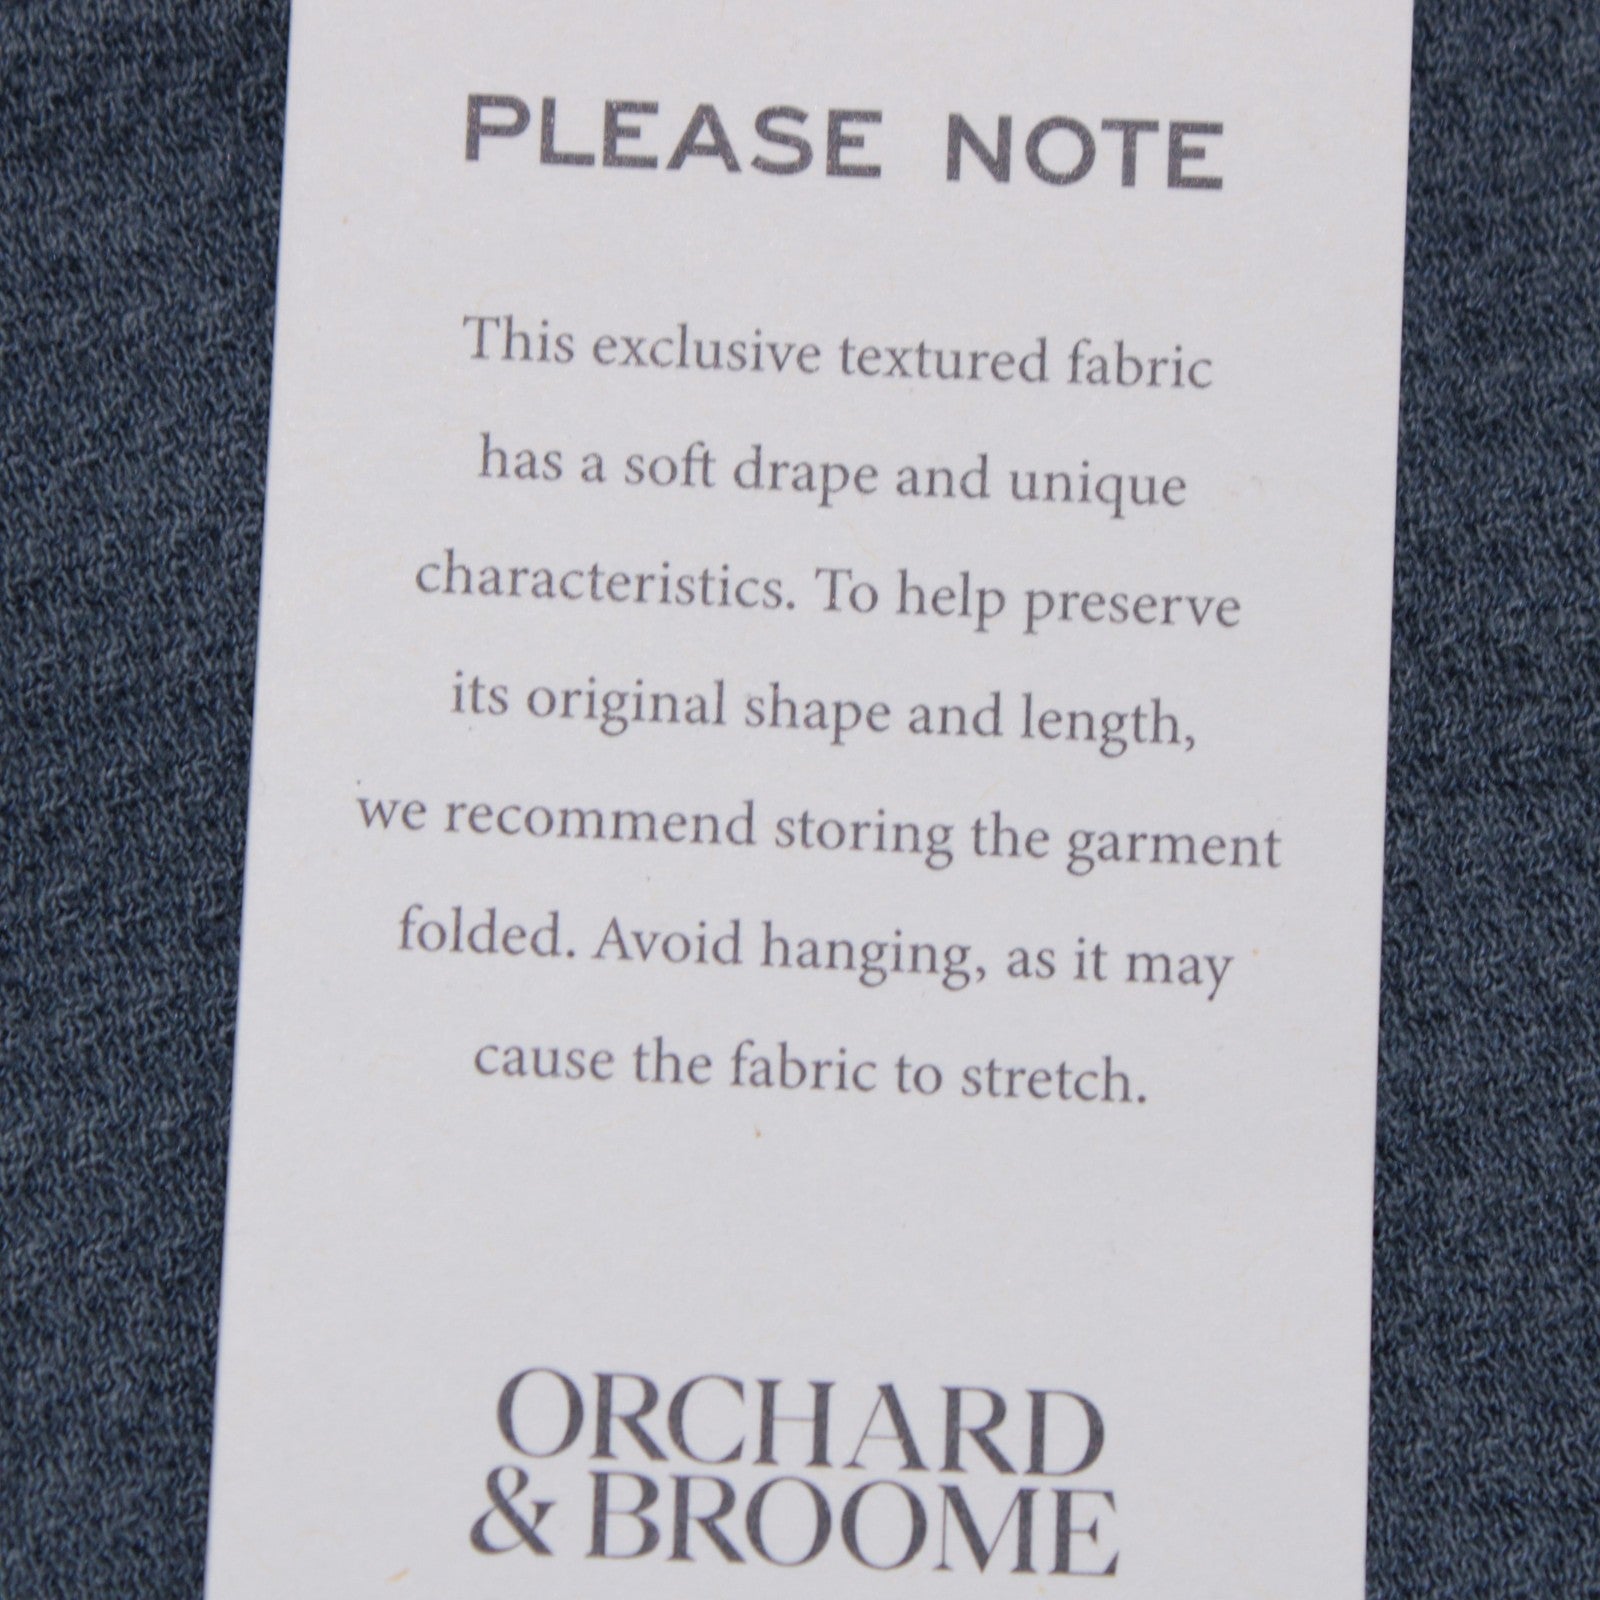 PLEASE NOTE
This exclusive textured fabric
has a soft drape and unique
characteristics. To help preserve
its original shape and length,
we recommend storing the garment
folded. Avoid hanging, as it may
cause the fabric to stretch.
ORCHARD
& BROOME